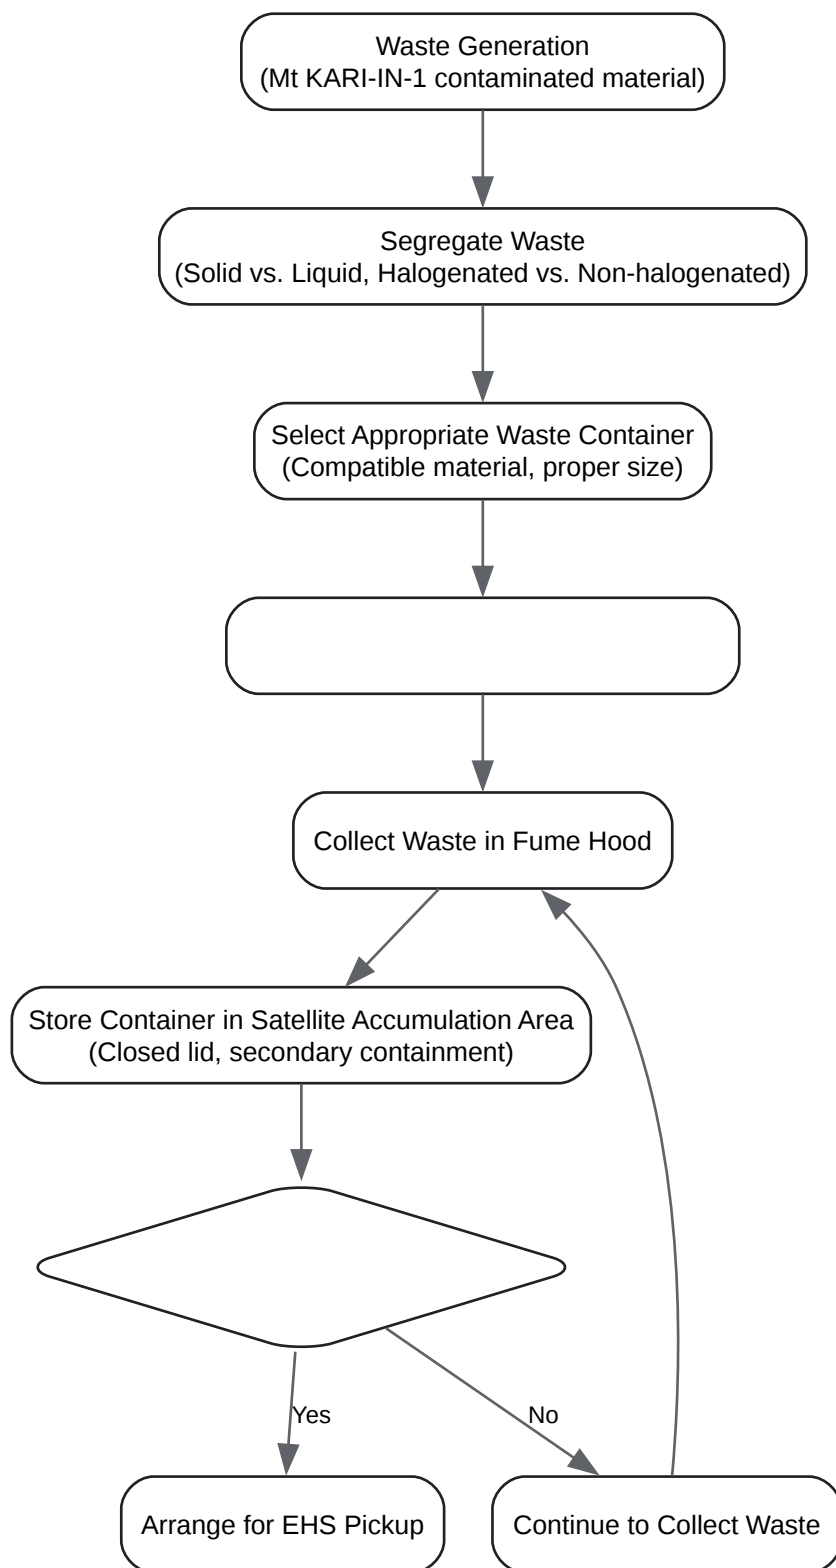 Waste Generation
(Mt KARI-IN-1 contaminated material)
Segregate Waste
(Solid vs. Liquid, Halogenated vs. Non-halogenated)
Select Appropriate Waste Container
(Compatible material, proper size)
Collect Waste in Fume Hood
Store Container in Satellite Accumulation Area
(Closed lid, secondary containment)
Yes
No
Arrange for EHS Pickup
Continue to Collect Waste